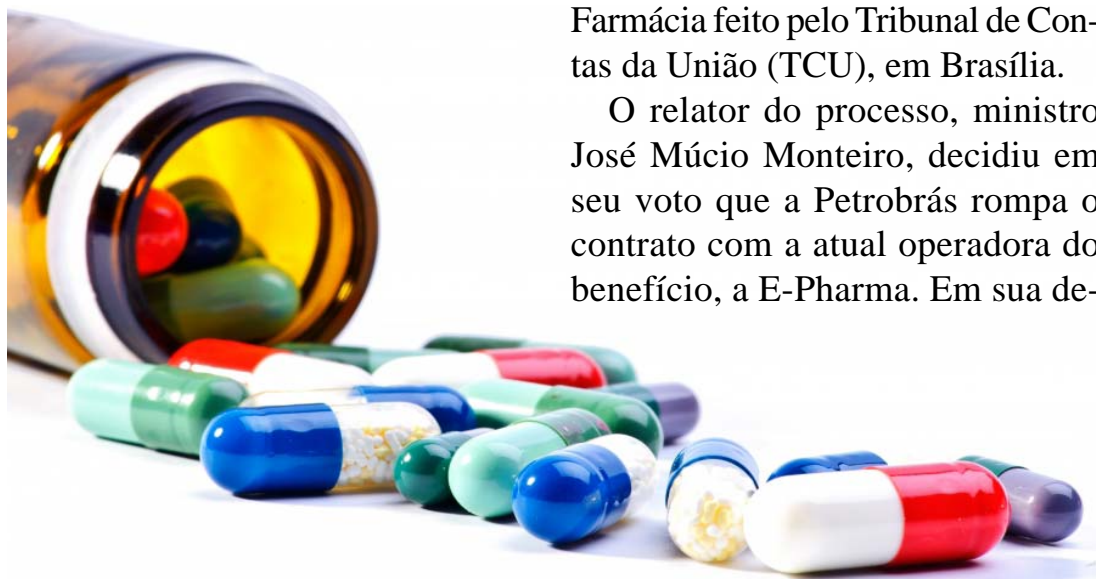 Farmácia feito pelo Tribunal de Con-
tas da União (TCU), em Brasília.
O relator do processo, ministro
José Múcio Monteiro, decidiu em
seu voto que a Petrobrás rompa o
contrato com a atual operadora do
benefício, a E-Pharma. Em sua de-